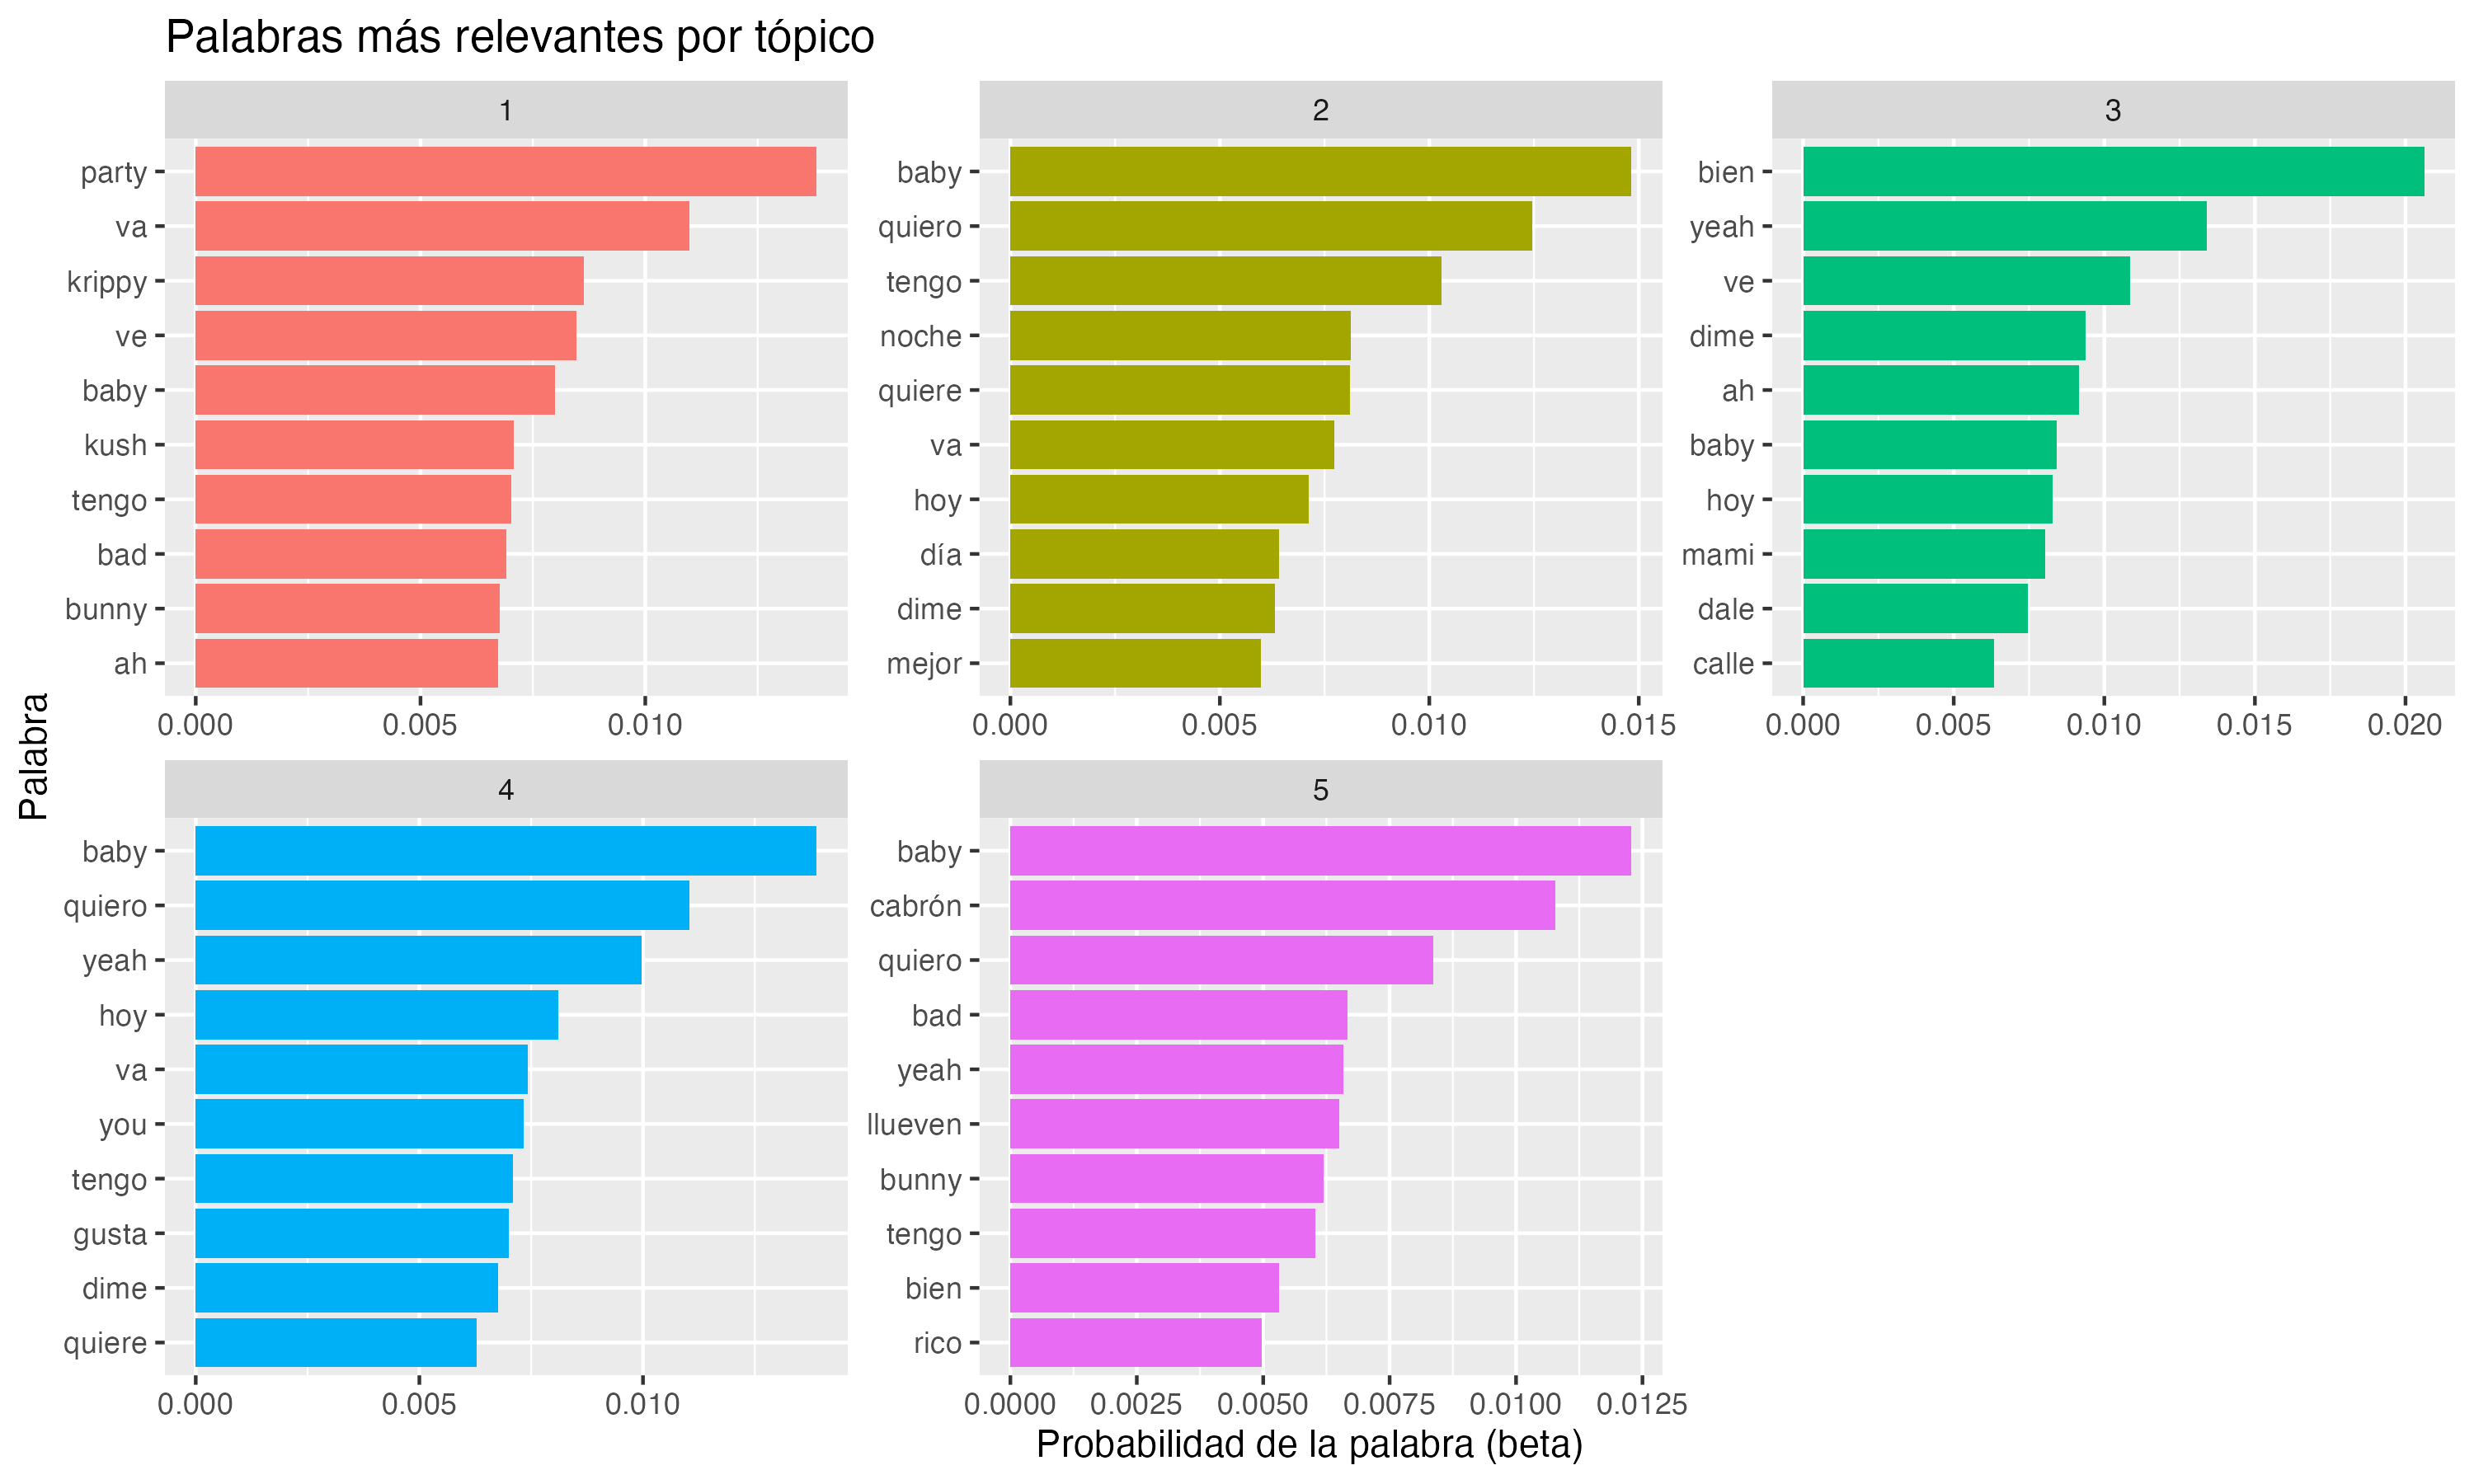 Palabras más relevantes por tópico
1
party
va
krippy
ve
baby
kush
tengo
bad
bunny
ah
0.000 0.005 0.010
2
baby
quiero
tengo
noche
quiere
va
hoy
día
dime
mejor
0.000 0.005 0.010 0.015
3
bien
yeah
ve
dime
ah
baby
hoy
mami
dale
calle
0.000 0.005 0.010 0.015 0.020
4
baby
quiero
yeah
hoy
va
you
tengo
gusta
dime
quiere
0.000 0.005 0.010
5
baby
cabrón
quiero
bad
yeah
llueven
bunny
tengo
bien
rico
0.0000 0.0025 0.0050 0.0075 0.0100 0.0125
Palabra
Probabilidad de la palabra (beta)